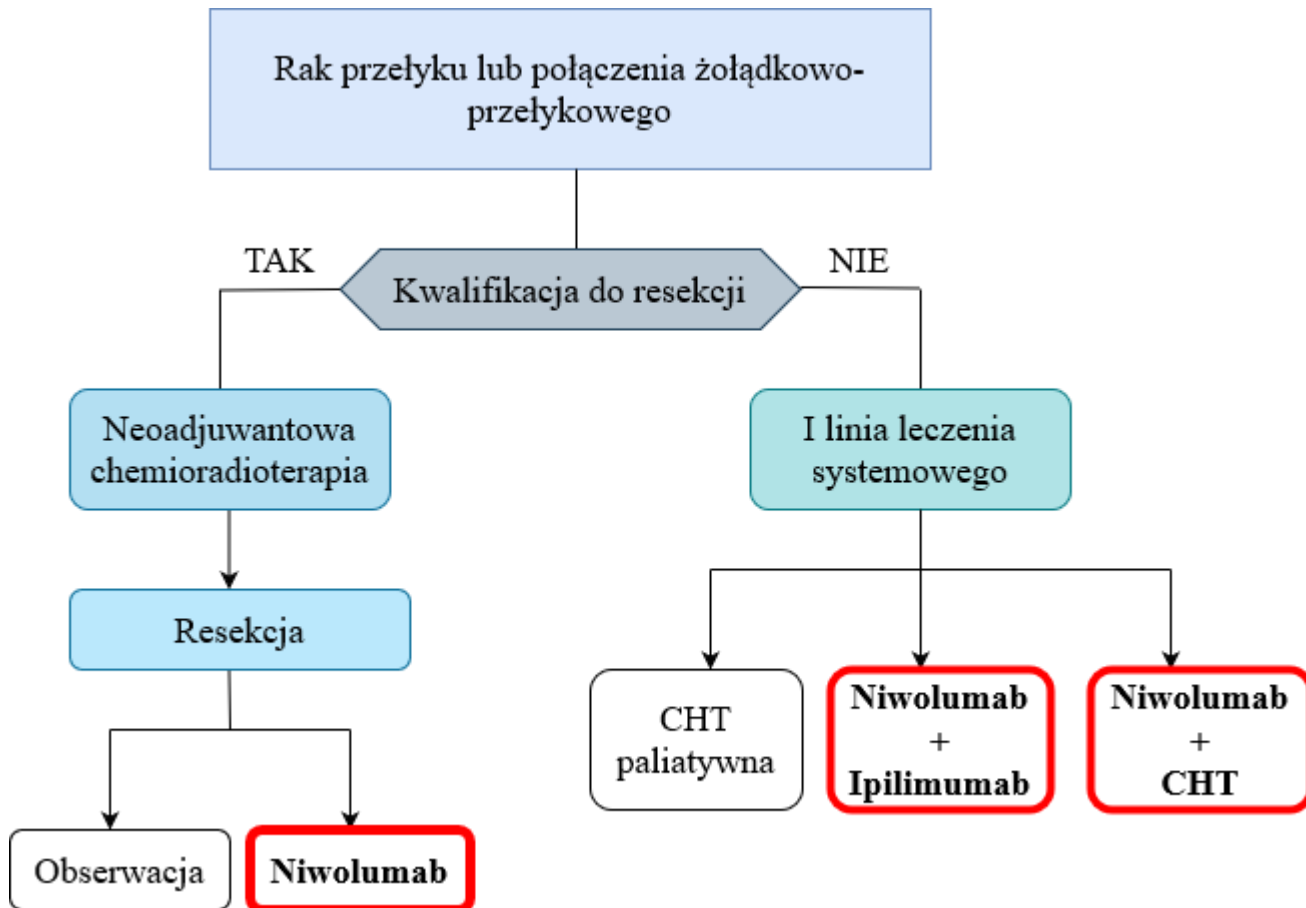 Rak przełyku lub połączenia żołądkowo-
przełykowego
TAK
NIE
Kwalifikacja do resekcji
Neoadjuwantowa
chemioradioterapia
I linia leczenia
systemowego
Resekcja
CHT
paliatywna
Niwolumab
+
Ipilimumab
Niwolumab
+
CHT
Obserwacja
Niwolumab